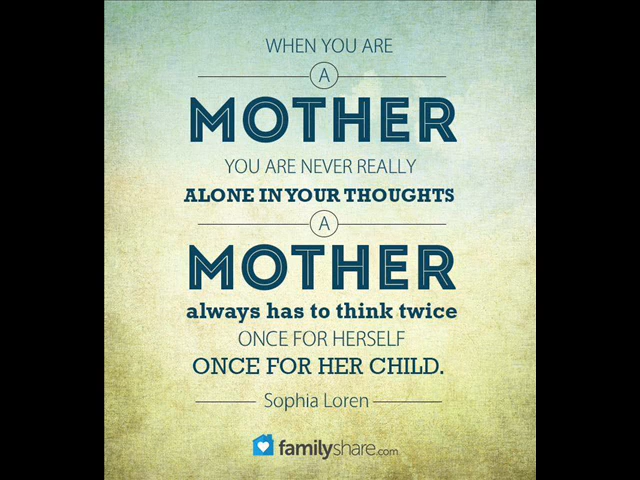 WHEN YOU ARE
A
MOTHER
YOU ARE NEVER REALLY
ALONE IN YOUR THOUGHTS
A
MOTHER
always has to think twice
ONCE FOR HERSELF
ONCE FOR HER CHILD.
Sophia Loren
familyshare.com